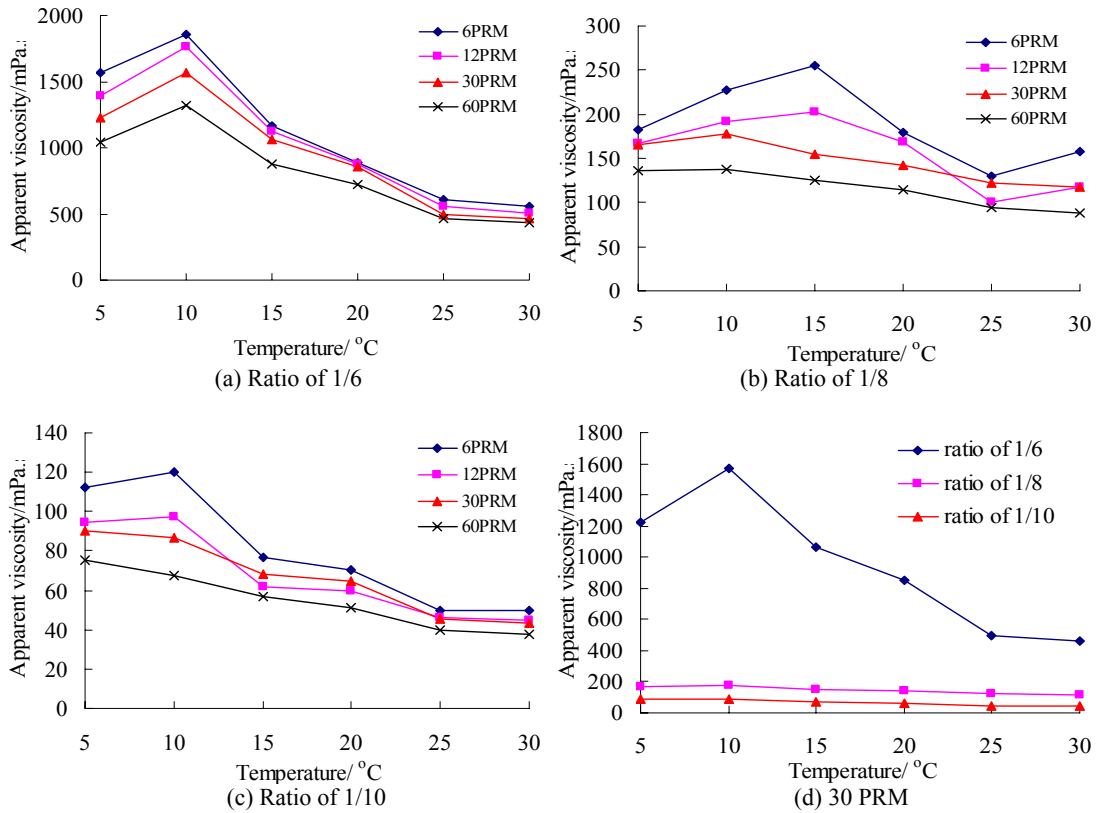 Apparent viscosity/mPa.s
2000
1500
1000
500
0
5 10 15 20 25 30
6PRM
12PRM
30PRM
60PRM
Temperature/ °C
(a) Ratio of 1/6
Apparent viscosity/mPa.s
300
250
200
150
100
50
0
5 10 15 20 25 30
6PRM
12PRM
30PRM
60PRM
Temperature/ °C
(b) Ratio of 1/8
Apparent viscosity/mPa.s
140
120
100
80
60
40
20
0
5 10 15 20 25 30
6PRM
12PRM
30PRM
60PRM
Temperature/ °C
(c) Ratio of 1/10
Apparent viscosity/mPa.s
1800
1600
1400
1200
1000
800
600
400
200
0
5 10 15 20 25 30
ratio of 1/6
ratio of 1/8
ratio of 1/10
Temperature/ °C
(d) 30 PRM